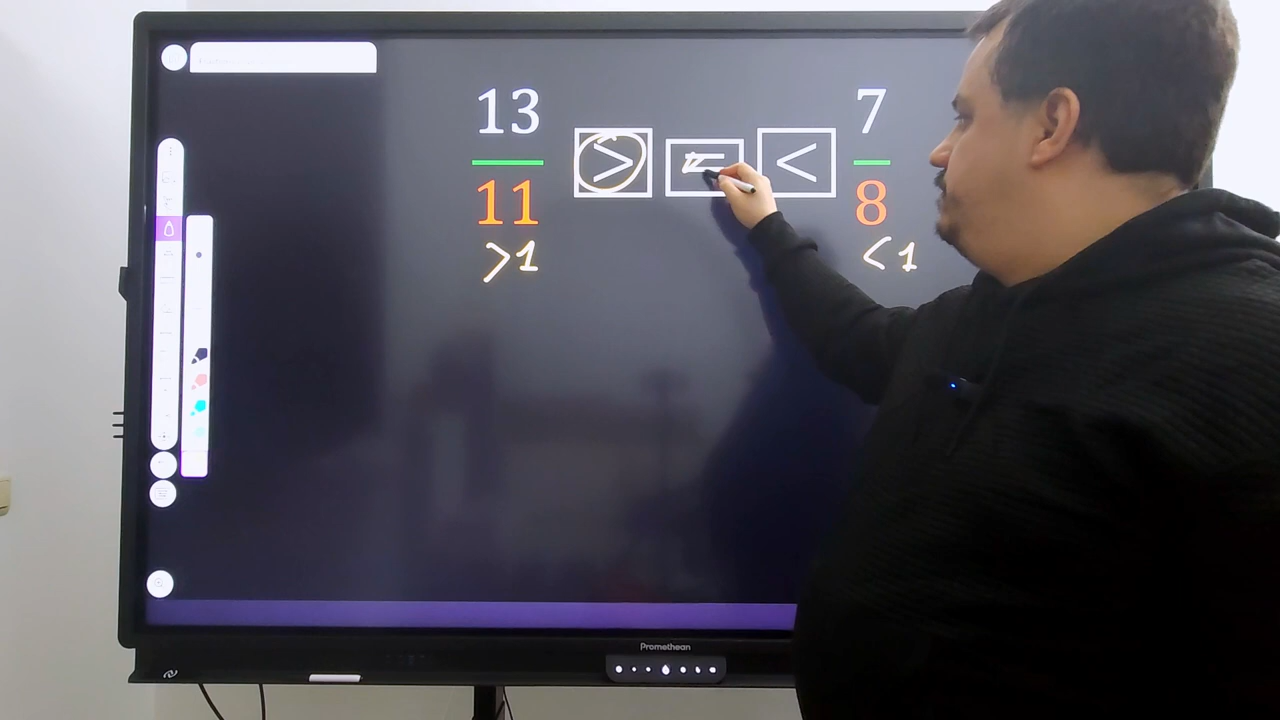 13 7
> = <
11 8
>1 <1
Promethean